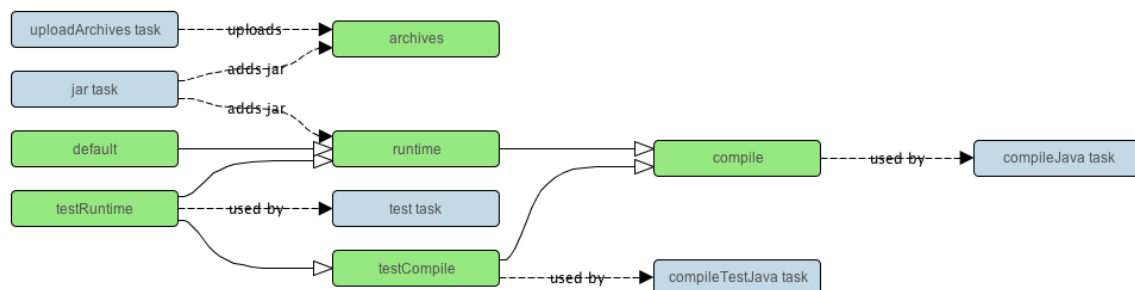 uploadArchives task
uploads
archives
jar task
adds jar
adds jar
default
runtime
compile
used by
compileJava task
testRuntime
used by
test task
testCompile
used by
compileTestJava task